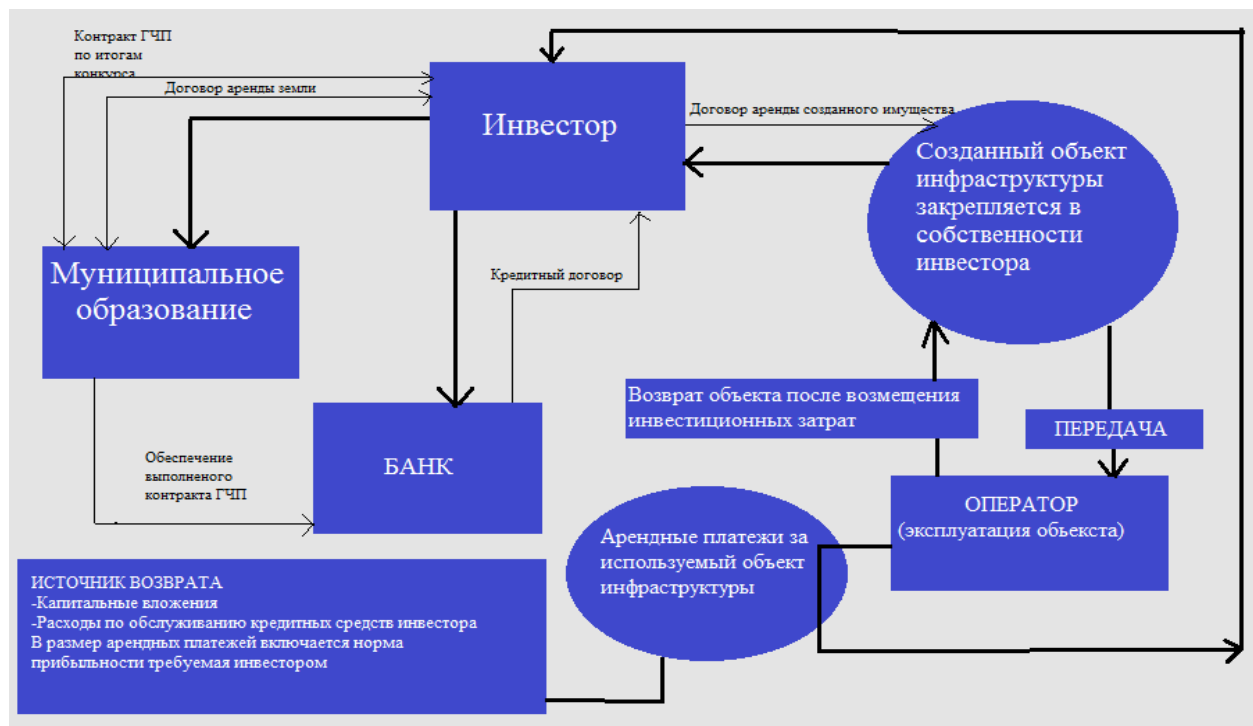 Контракт ГЧП
по итогам
конкурса
Договор аренды земли
Инвестор
Договор аренды созданного имущества
Созданный объект
инфраструктуры
закрепляется в
собственности
инвестора
Муниципальное
образование
Кредитный договор
Возврат объекта после возмещения
инвестиционных затрат
ПЕРЕДАЧА
БАНК
Обеспечение
выполненого
контракта ГЧП
ОПЕРАТОР
(эксплуатация обьекста)
Арендные платежи за
используемый объект
инфраструктуры
ИСТОЧНИК ВОЗВРАТА
-Капитальные вложения
-Расходы по обслуживанию кредитных средств инвестора
В размер арендных платежей включается норма
прибыльности требуемая инвестором